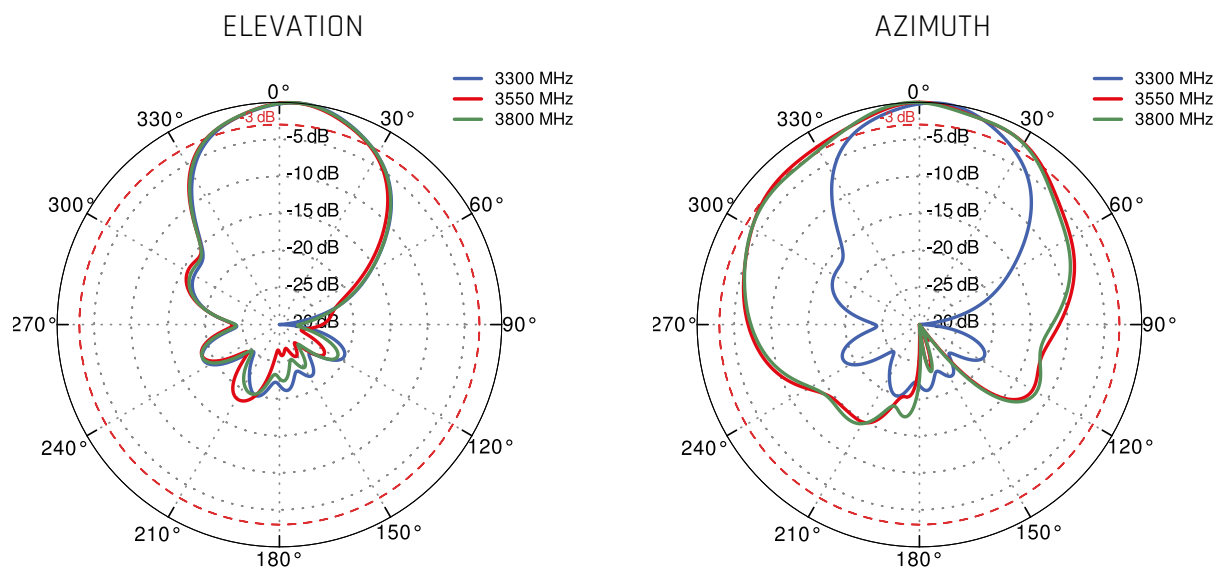 ELEVATION
3300 MHz
3550 MHz
3800 MHz
0°
330°
30°
-3 dB
-5 dB
-10 dB
300°
60°
-15 dB
-20 dB
-25 dB
270°
-30 dB
90°
240°
120°
210°
150°
180°
AZIMUTH
3300 MHz
3550 MHz
3800 MHz
0°
330°
30°
-3 dB
-5 dB
-10 dB
300°
60°
-15 dB
-20 dB
-25 dB
270°
-30 dB
90°
240°
120°
210°
150°
180°